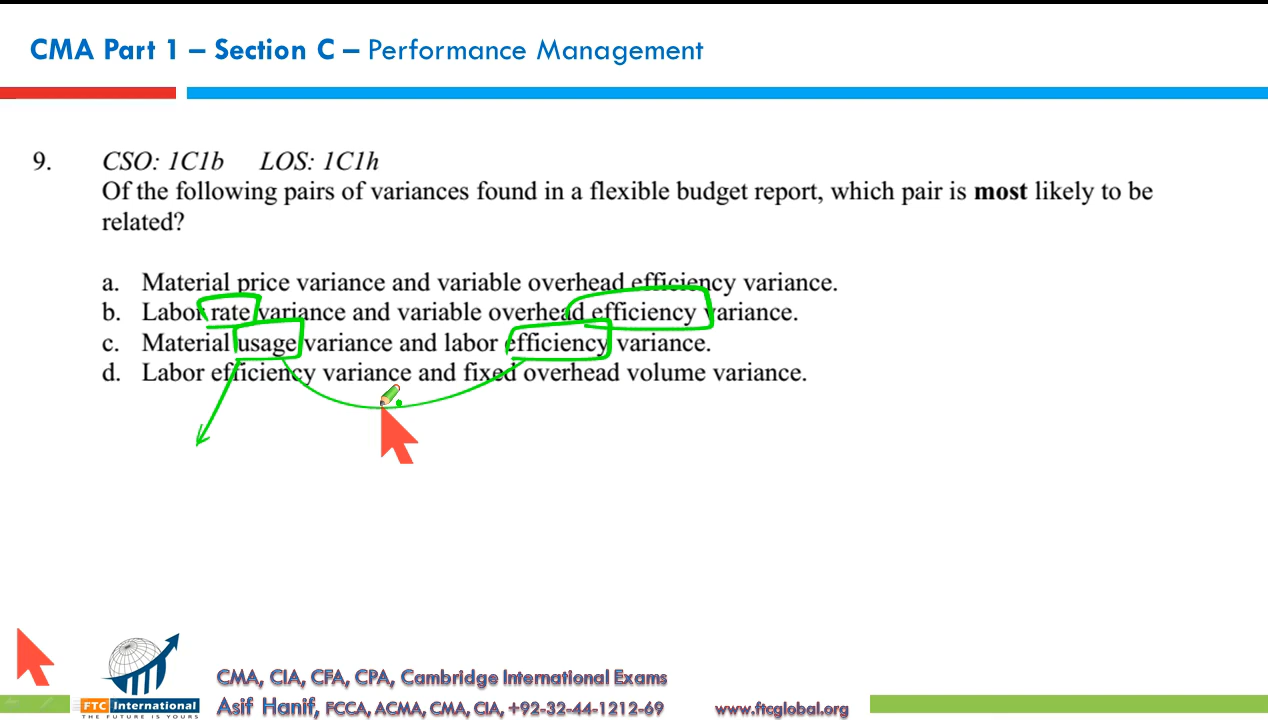 CMA Part 1 – Section C – Performance Management
9. CSO: 1C1b LOS: 1C1h
Of the following pairs of variances found in a flexible budget report, which pair is most likely to be
related?
a. Material price variance and variable overhead efficiency variance.
b. Labor rate variance and variable overhead efficiency variance.
c. Material usage variance and labor efficiency variance.
d. Labor efficiency variance and fixed overhead volume variance.
CMA, CIA, CFA, CPA, Cambridge International Exams
FTC International
THE FUTURE IS YOURS
Asif Hanif, FCCA, ACMA, CMA, CIA, +92-32-44-1212-69
www.ftcglobal.org